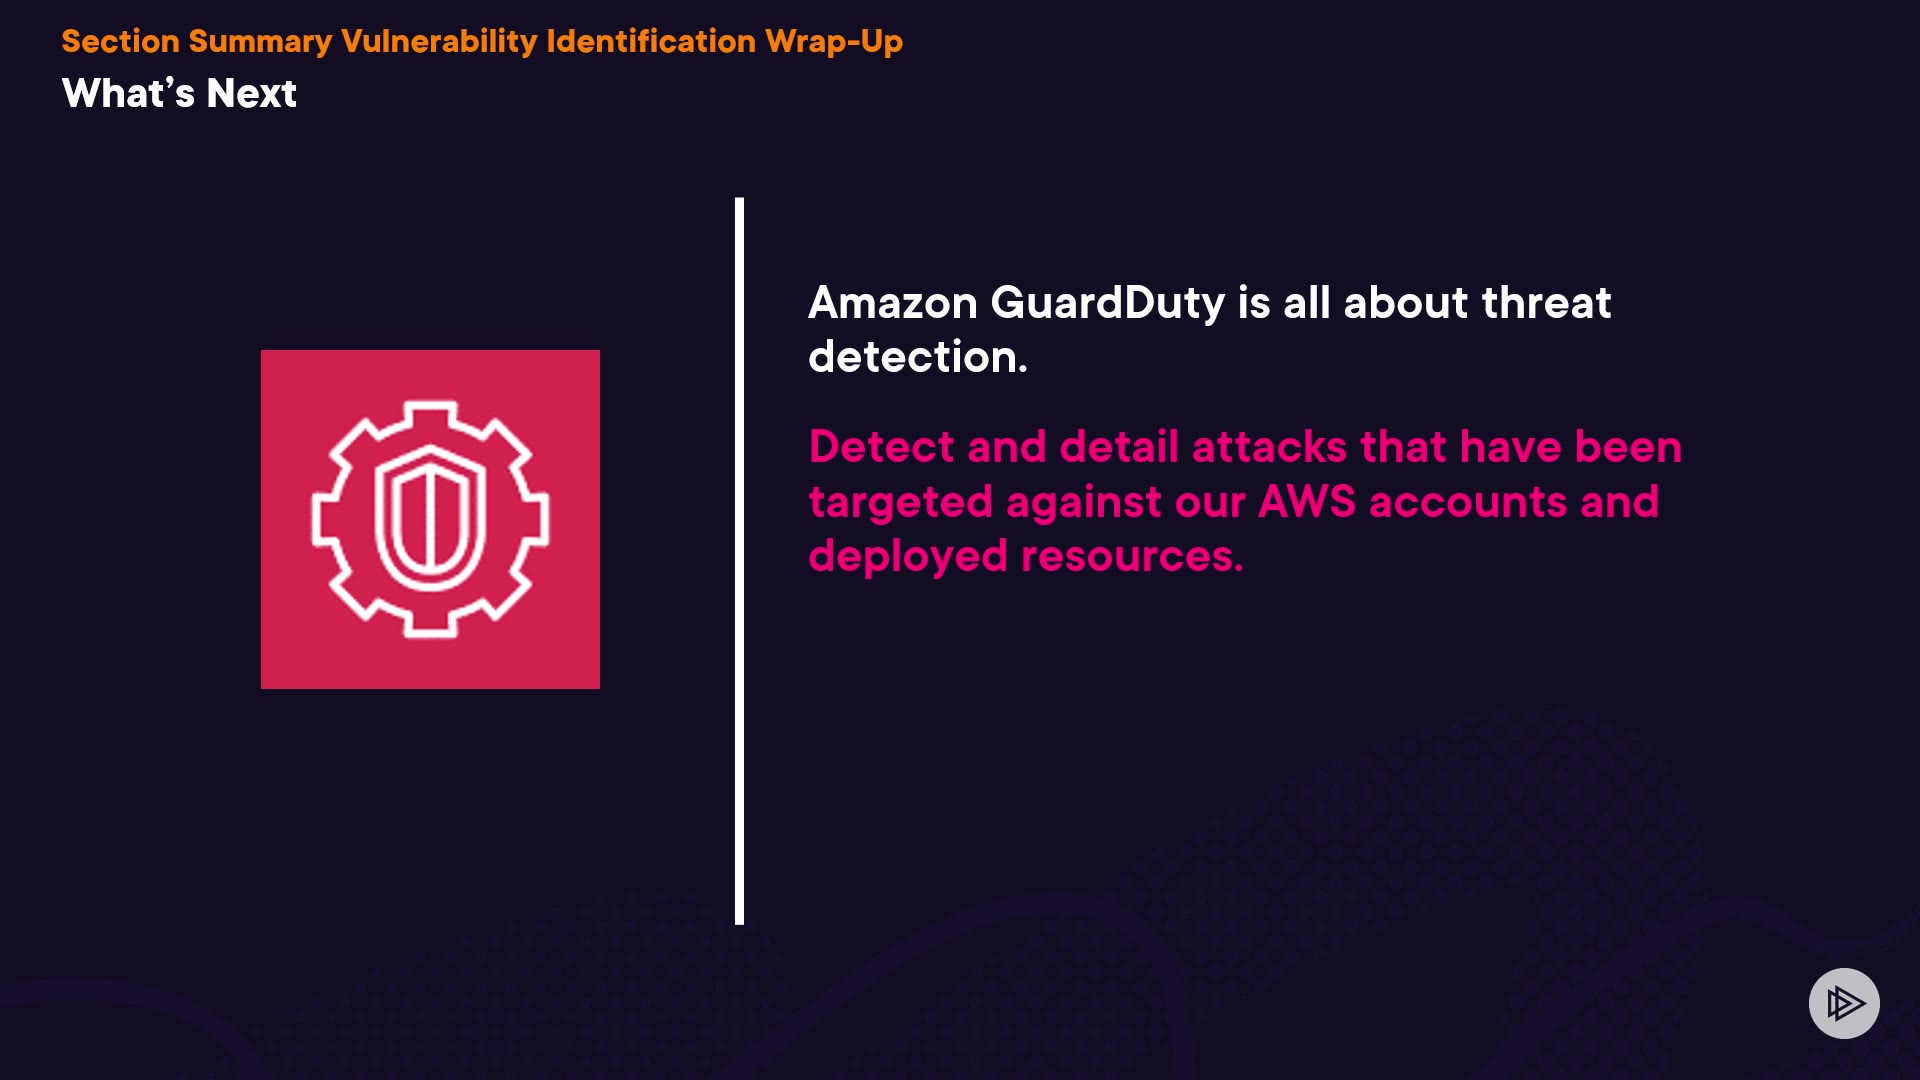 Section Summary Vulnerability Identification Wrap-Up
What’s Next
Amazon GuardDuty is all about threat
detection.
Detect and detail attacks that have been
targeted against our AWS accounts and
deployed resources.